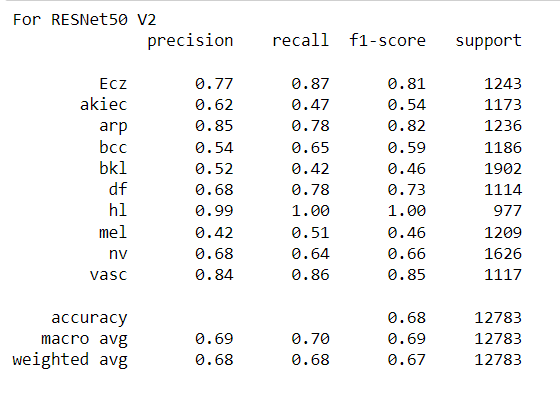 For RESNet50 V2
precision recall f1-score support
Ecz 0.77 0.87 0.81 1243
akiec 0.62 0.47 0.54 1173
arp 0.85 0.78 0.82 1236
bcc 0.54 0.65 0.59 1186
bkl 0.52 0.42 0.46 1902
df 0.68 0.78 0.73 1114
hl 0.99 1.00 1.00 977
mel 0.42 0.51 0.46 1209
nv 0.68 0.64 0.66 1626
vasc 0.84 0.86 0.85 1117
accuracy 0.68 12783
macro avg 0.69 0.70 0.69 12783
weighted avg 0.68 0.68 0.67 12783